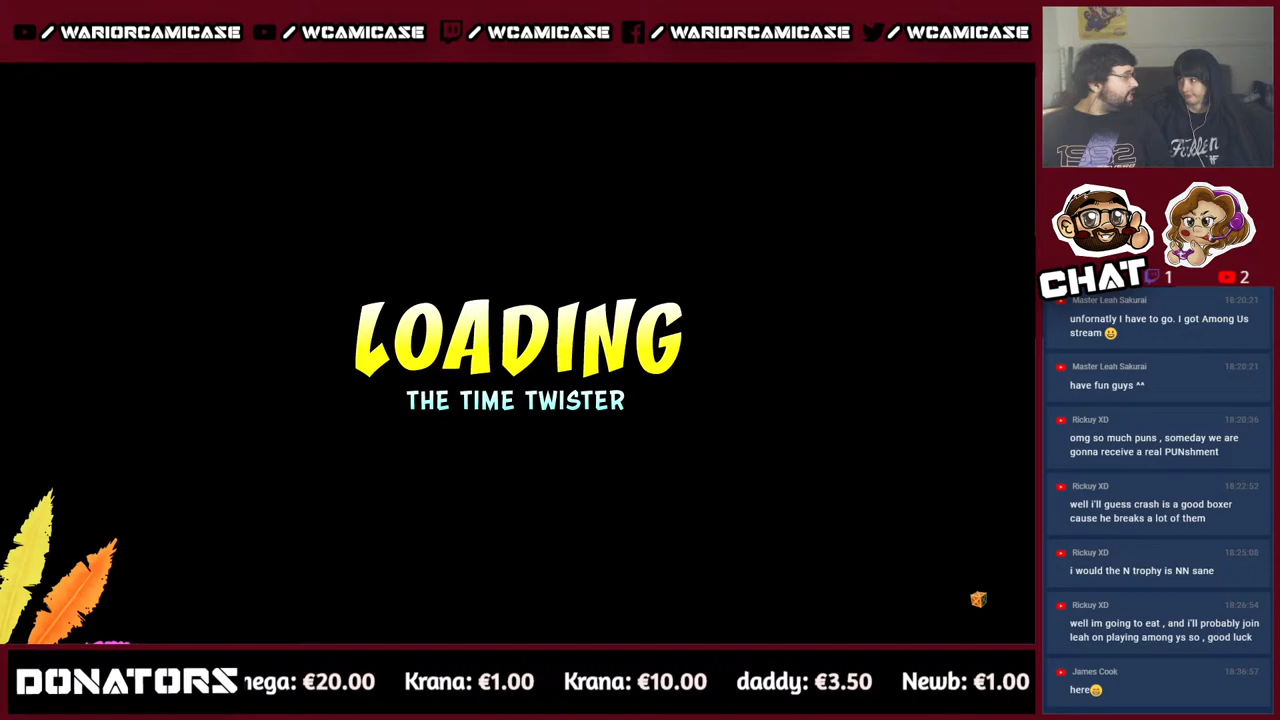 / WARIORCAMICASE / WCAMICASE / WCAMICASE / WARIORCAMICASE / WCAMICASE
1992
Fallen
LOADING
THE TIME TWISTER
CHAT 1 2
Master Leah Sakurai 18:20:21
unfornatly I have to go. I got Among Us
stream 😀
Master Leah Sakurai 18:20:21
have fun guys ^^
Rickuy XD 18:20:36
omg so much puns , someday we are
gonna receive a real PUNshment
Rickuy XD 18:22:52
well i'll guess crash is a good boxer
cause he breaks a lot of them
Rickuy XD 18:25:08
i would the N trophy is NN sane
Rickuy XD 18:26:54
well im going to eat , and i'll probably join
leah on playing among ys so , good luck
James Cook 18:36:57
here😁
DONATORS nega: €20.00 Krana: €1.00 Krana: €10.00 daddy: €3.50 Newb: €1.00